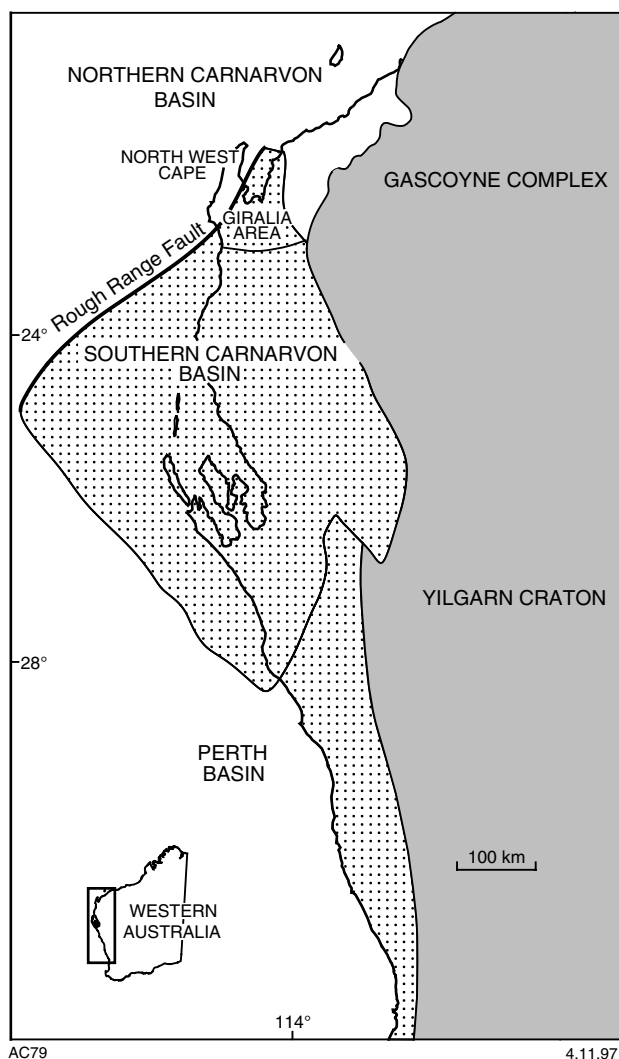 NORTHERN CARNARVON
BASIN
NORTH WEST
CAPE
GASCOYNE COMPLEX
GIRALIA
AREA
Rough Range Fault
24°
SOUTHERN CARNARVON
BASIN
YILGARN CRATON
28°
PERTH
BASIN
100 km
WESTERN
AUSTRALIA
114°
AC79
4.11.97